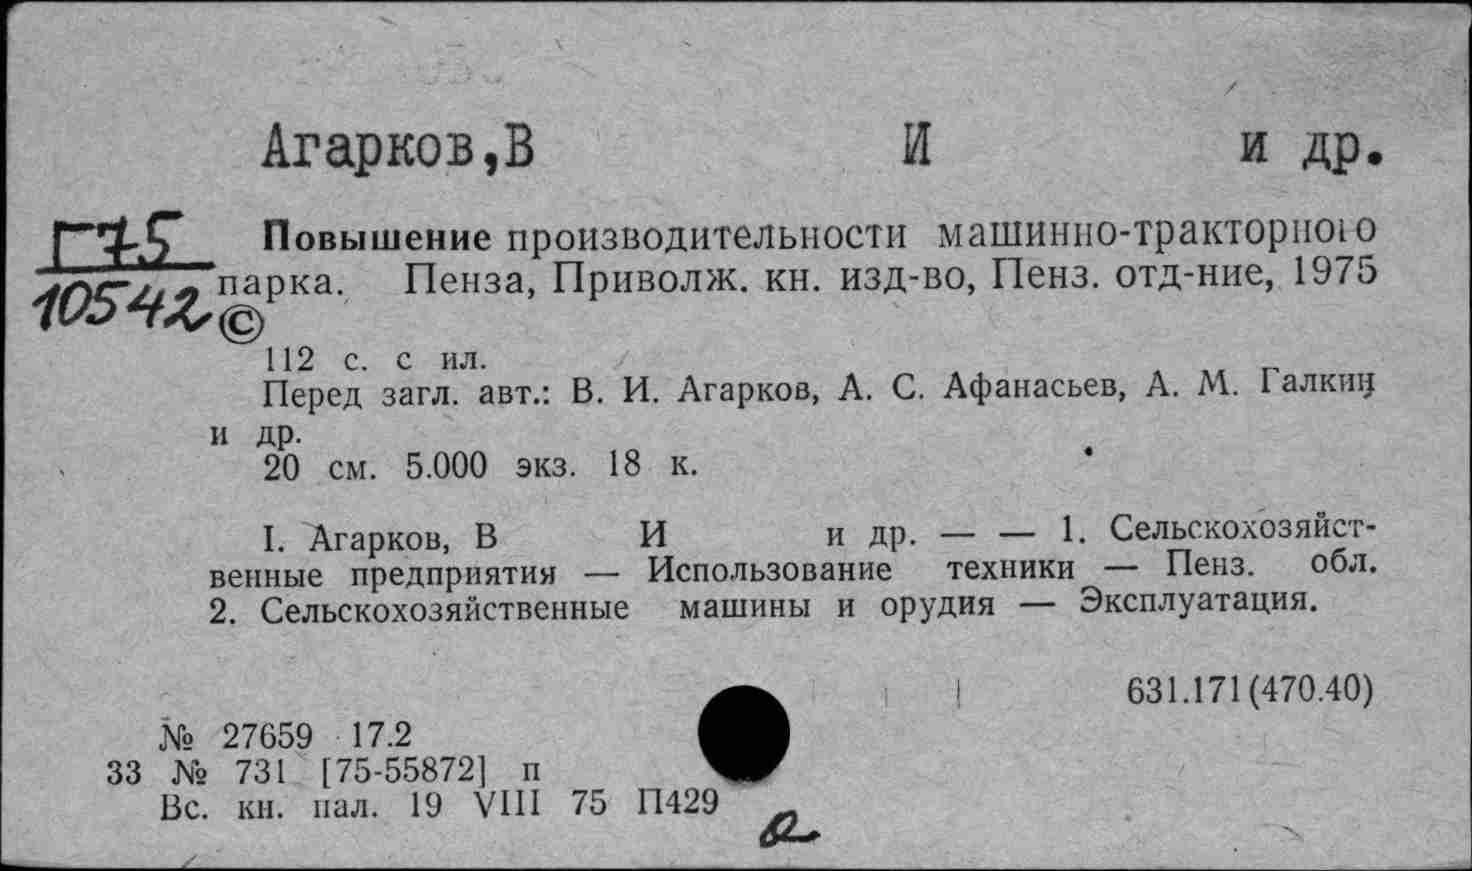 Агарков,В И и др.
Г75 Повышение производительности машинно-тракторного
10542 парка. Пенза, Приволж. кн. изд-во, Пенз. отд-ние, 1975
©
112 с. с ил.
Перед загл. авт.: В. И. Агарков, А. С. Афанасьев, А. М. Галкин
и др.
20 см. 5.000 экз. 18 к.
I. Агарков, В И и др. — — 1. Сельскохозяйст-
венные предприятия — Использование техники — Пенз. обл.
2. Сельскохозяйственные машины и орудия — Эксплуатация.
631.171(470.40)
№ 27659 17.2
33 № 731 [75-55872] п
Вс. кн. пал. 19 VIII 75 П429